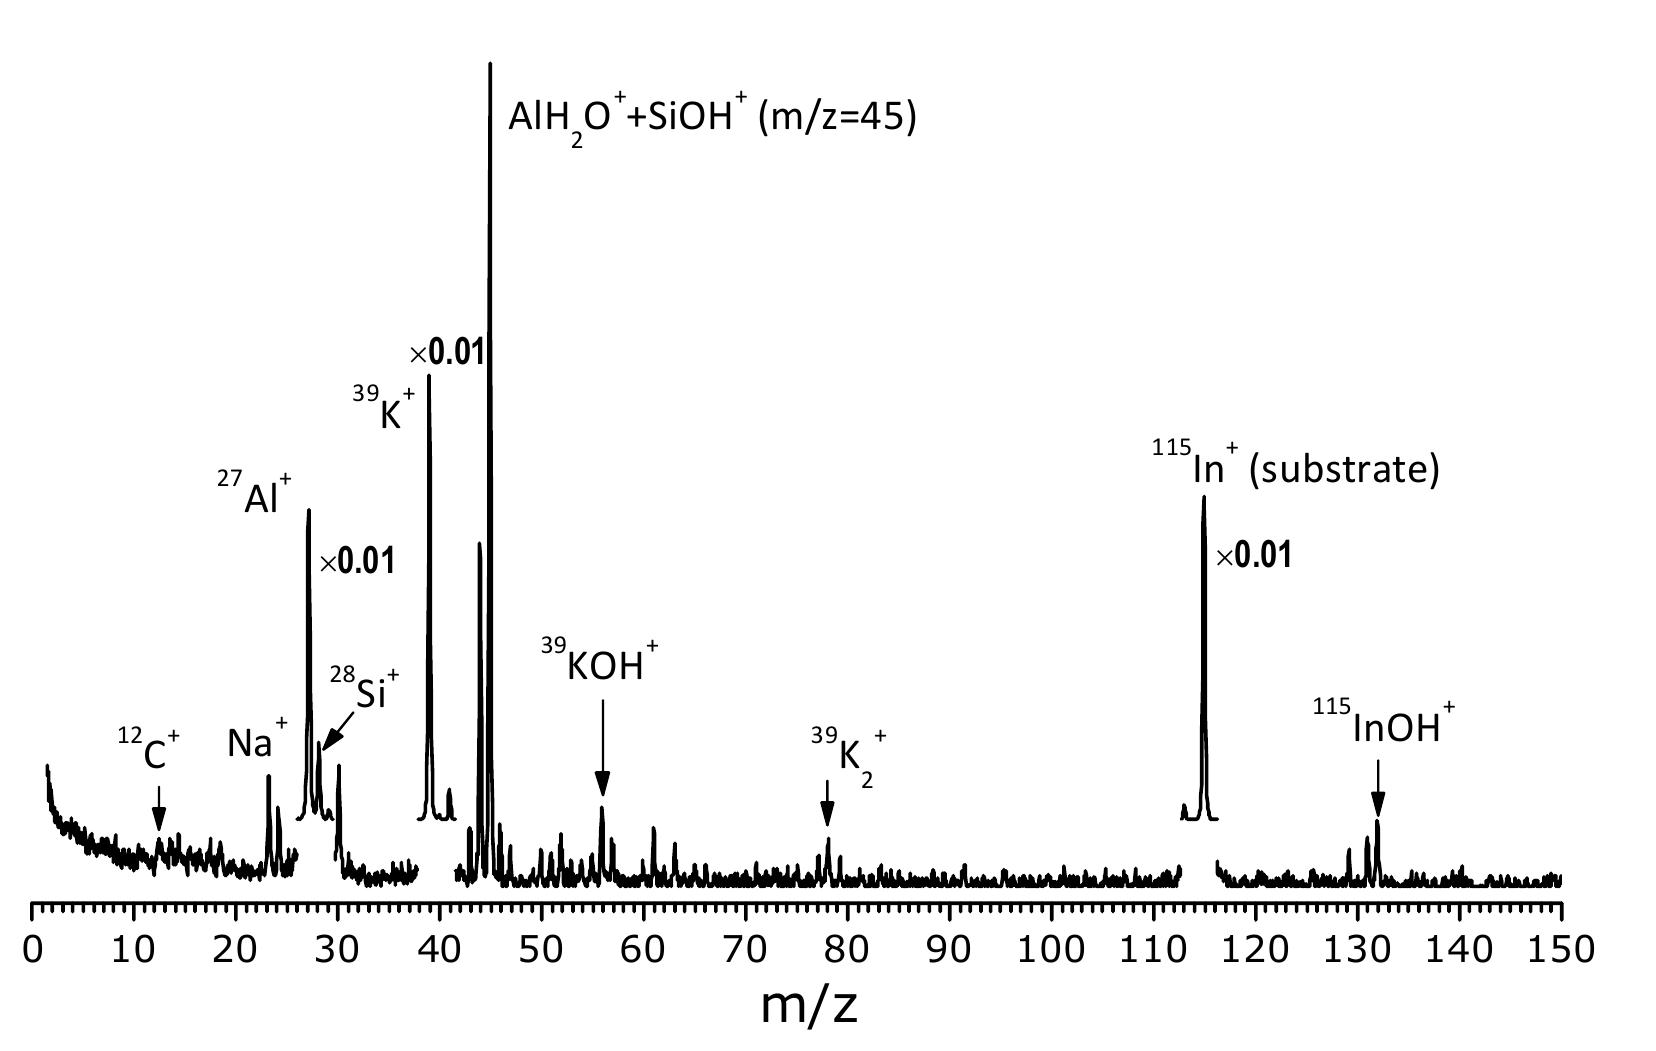 AlH₂O⁺+SiOH⁺ (m/z=45)
×0.01
³⁹K⁺
¹¹⁵In⁺ (substrate)
²⁷Al⁺
×0.01
×0.01
³⁹KOH⁺
²⁸Si⁺
¹¹⁵InOH⁺
¹²C⁺
Na⁺
³⁹K₂⁺
0 10 20 30 40 50 60 70 80 90 100 110 120 130 140 150
m/z